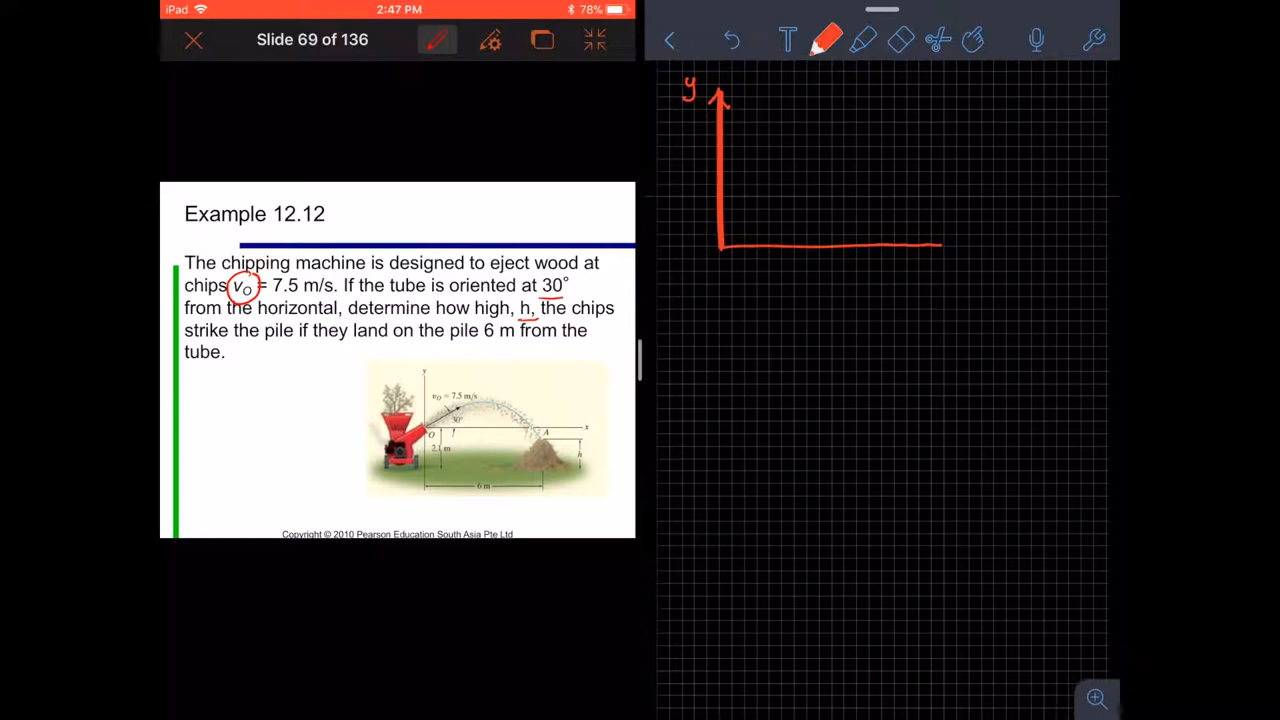 iPad
2:47 PM
78%
Slide 69 of 136
T
y
Example 12.12
The chipping machine is designed to eject wood at
chips vO = 7.5 m/s. If the tube is oriented at 30°
from the horizontal, determine how high, h, the chips
strike the pile if they land on the pile 6 m from the
tube.
y
vO = 7.5 m/s
30°
x
O
A
2.1 m
h
6 m
Copyright © 2010 Pearson Education South Asia Pte Ltd